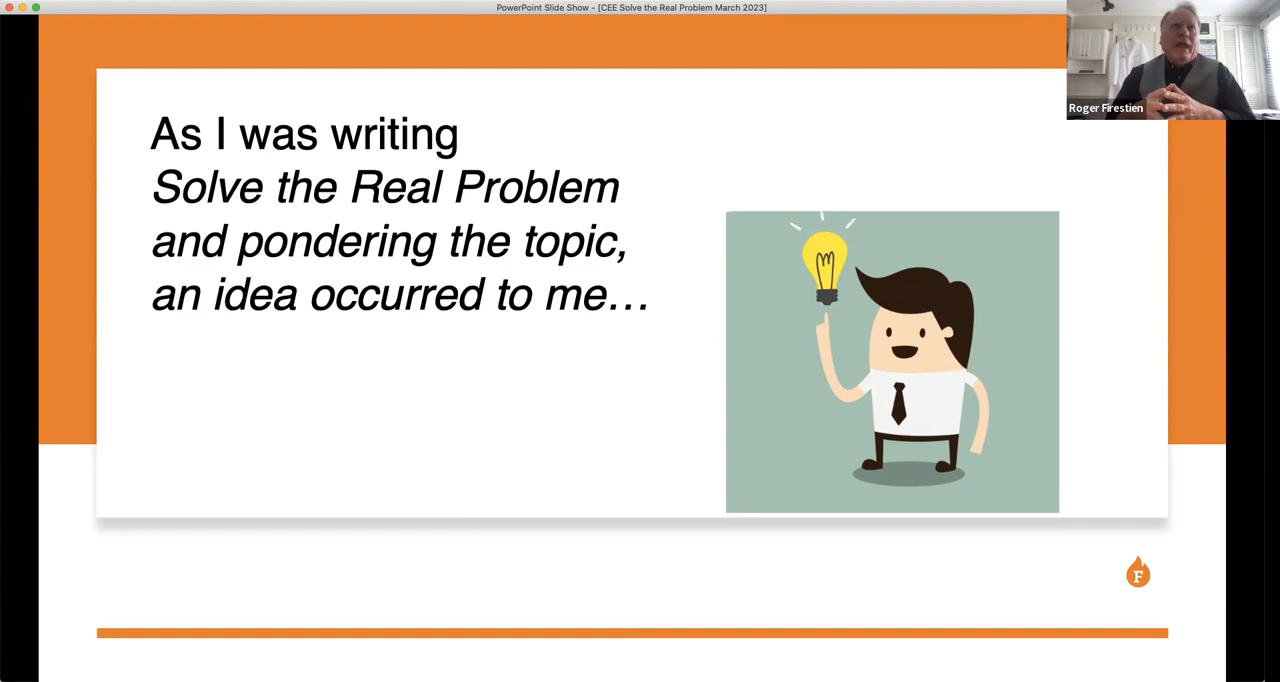 PowerPoint Slide Show - [CEE Solve the Real Problem March 2023]
Roger Firestien
As I was writing
Solve the Real Problem
and pondering the topic,
an idea occurred to me…
F